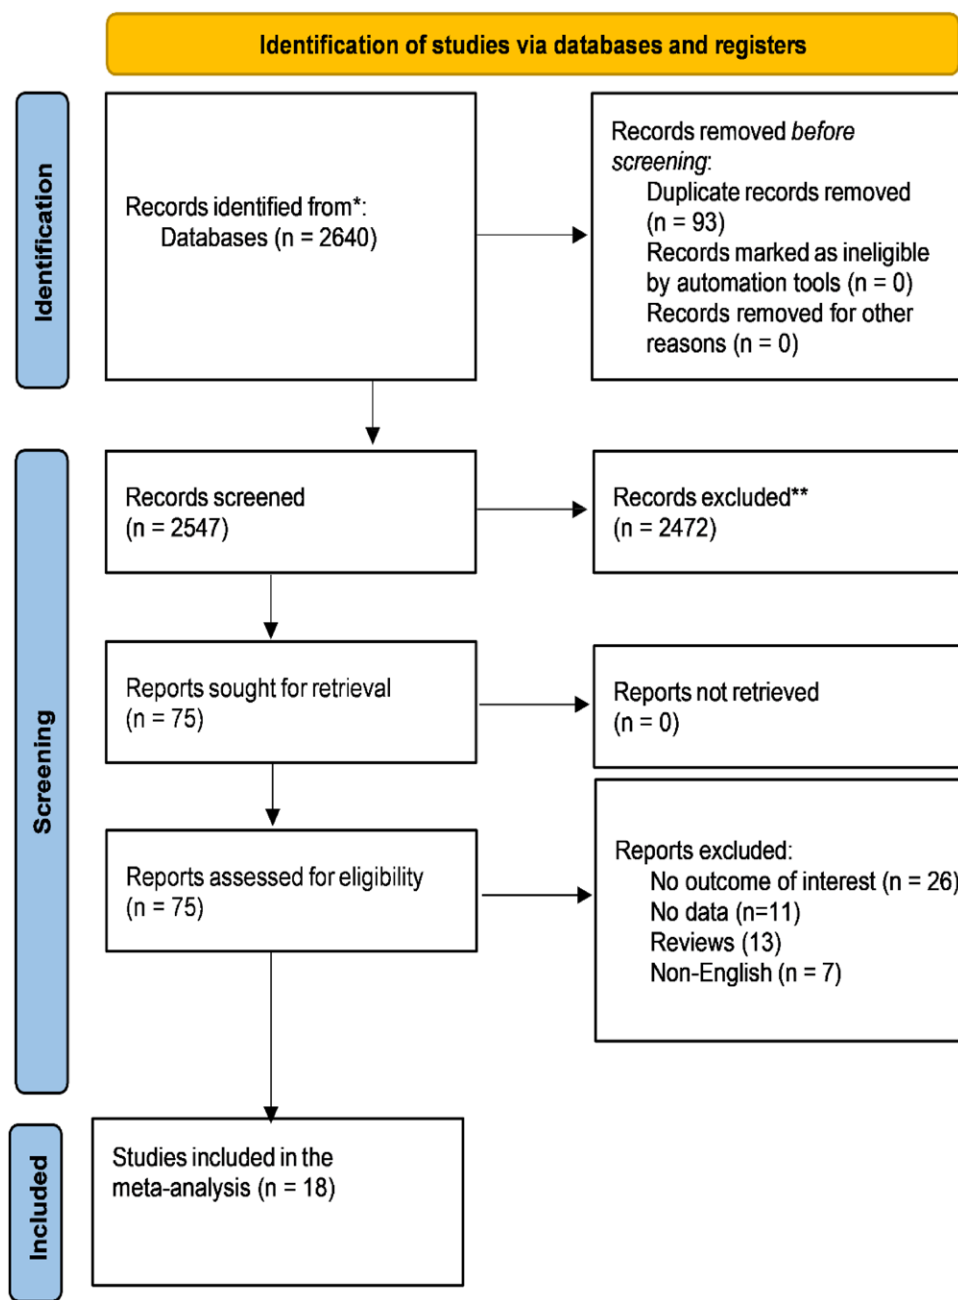 Identification of studies via databases and registers
Identification
Records identified from*:
Databases (n = 2640)
Records removed before
screening:
Duplicate records removed
(n = 93)
Records marked as ineligible
by automation tools (n = 0)
Records removed for other
reasons (n = 0)
Screening
Records screened
(n = 2547)
Records excluded**
(n = 2472)
Reports sought for retrieval
(n = 75)
Reports not retrieved
(n = 0)
Reports assessed for eligibility
(n = 75)
Reports excluded:
No outcome of interest (n = 26)
No data (n=11)
Reviews (13)
Non-English (n = 7)
Included
Studies included in the
meta-analysis (n = 18)